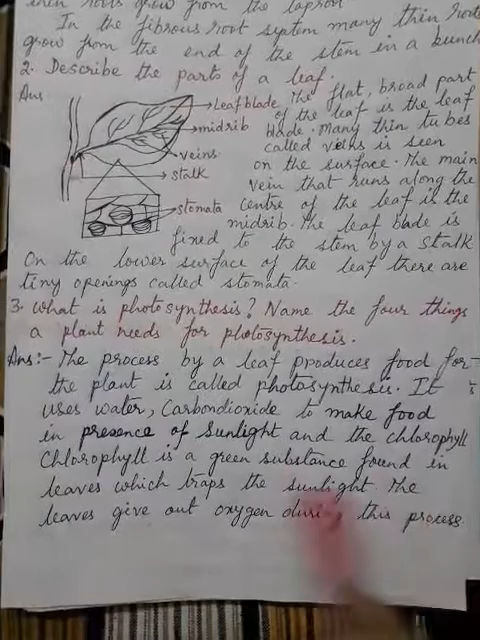 then roots grow from the taproot
In the fibrous root system many thin roots
grow from the end of the stem in a bunch
2. Describe the parts of a leaf.
Ans
Leaf blade
midrib
veins
stalk
stomata
The flat, broad part
of the leaf is the leaf
blade. Many thin tubes
called veins is seen
on the surface. The main
vein that runs along the
centre of the leaf is the
midrib. The leaf blade is
fixed to the stem by a stalk
On the lower surface of the leaf there are
tiny openings called stomata.
3. What is photosynthesis? Name the four things
a plant needs for photosynthesis.
Ans:- The process by a leaf produces food for
the plant is called photosynthesis. It
uses water, Carbondioxide to make food
in presence of sunlight and the chlorophyll
Chlorophyll is a green substance found in
leaves which traps the sunlight. The
leaves give out oxygen during this process.